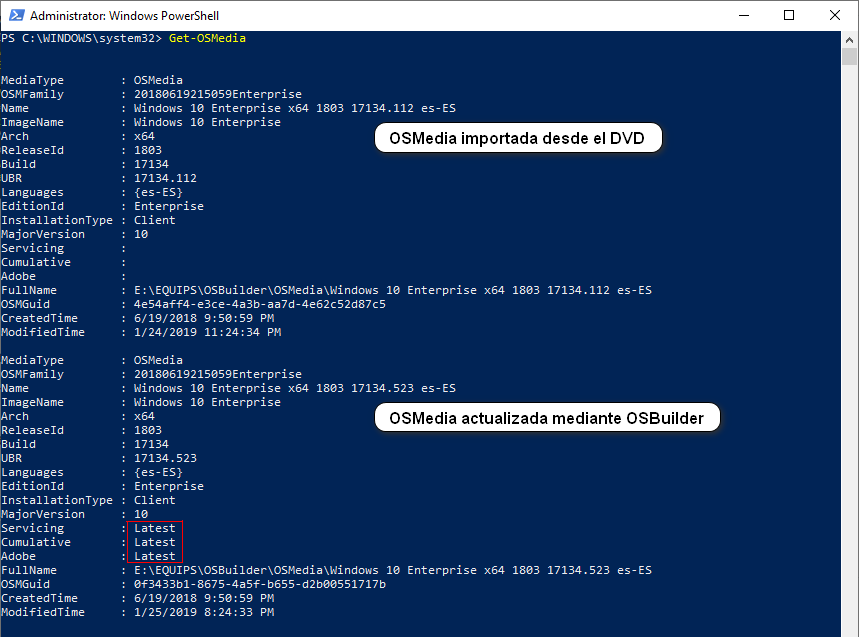 Administrator: Windows PowerShell
PS C:\WINDOWS\system32> Get-OSMedia
MediaType : OSMedia
OSMFamily : 20180619215059Enterprise
Name : Windows 10 Enterprise x64 1803 17134.112 es-ES
ImageName : Windows 10 Enterprise
Arch : x64
OSMedia importada desde el DVD
ReleaseId : 1803
Build : 17134
UBR : 17134.112
Languages : {es-ES}
EditionId : Enterprise
InstallationType : Client
MajorVersion : 10
Servicing :
Cumulative :
Adobe :
FullName : E:\EQUIPS\OSBuilder\OSMedia\Windows 10 Enterprise x64 1803 17134.112 es-ES
OSMGuid : 4e54aff4-e3ce-4a3b-aa7d-4e62c52d87c5
CreatedTime : 6/19/2018 9:50:59 PM
ModifiedTime : 1/24/2019 11:24:34 PM
MediaType : OSMedia
OSMFamily : 20180619215059Enterprise
Name : Windows 10 Enterprise x64 1803 17134.523 es-ES
ImageName : Windows 10 Enterprise
Arch : x64
OSMedia actualizada mediante OSBuilder
ReleaseId : 1803
Build : 17134
UBR : 17134.523
Languages : {es-ES}
EditionId : Enterprise
InstallationType : Client
MajorVersion : 10
Servicing : Latest
Cumulative : Latest
Adobe : Latest
FullName : E:\EQUIPS\OSBuilder\OSMedia\Windows 10 Enterprise x64 1803 17134.523 es-ES
OSMGuid : 0f3433b1-8675-4a5f-b655-d2b00551717b
CreatedTime : 6/19/2018 9:50:59 PM
ModifiedTime : 1/25/2019 8:24:33 PM